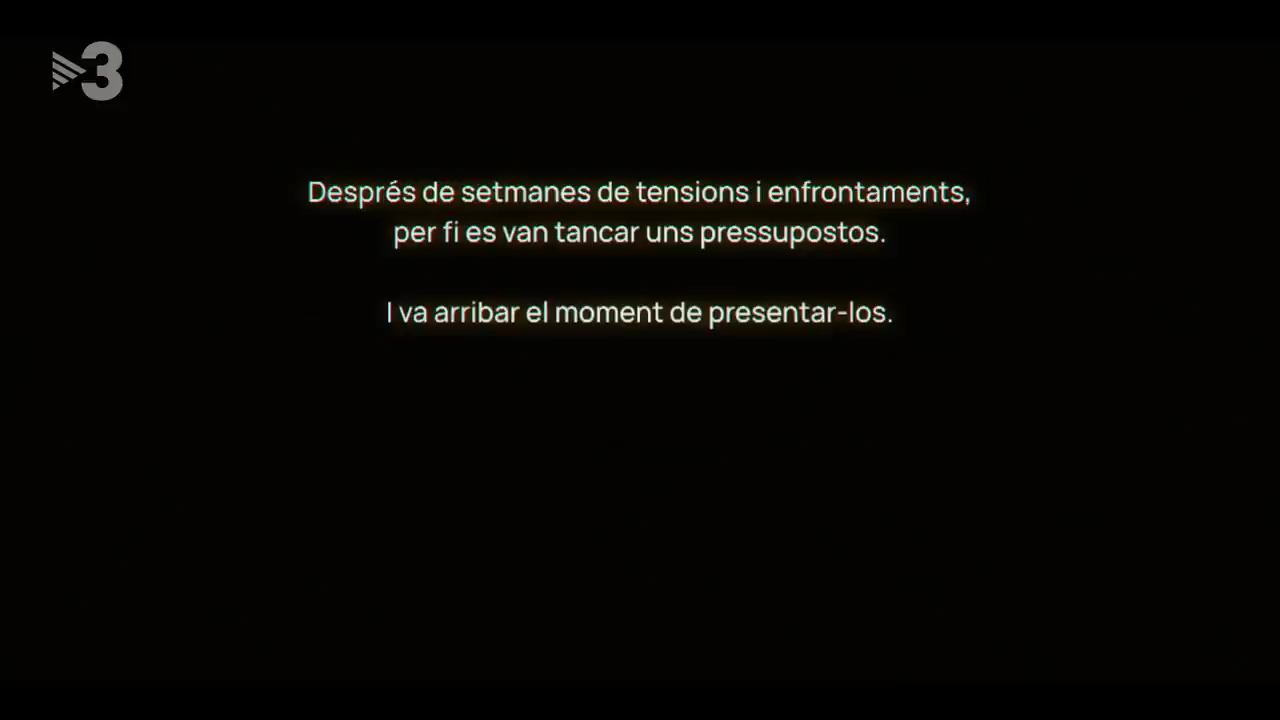 3
Després de setmanes de tensions i enfrontaments,
per fi es van tancar uns pressupostos.
I va arribar el moment de presentar-los.